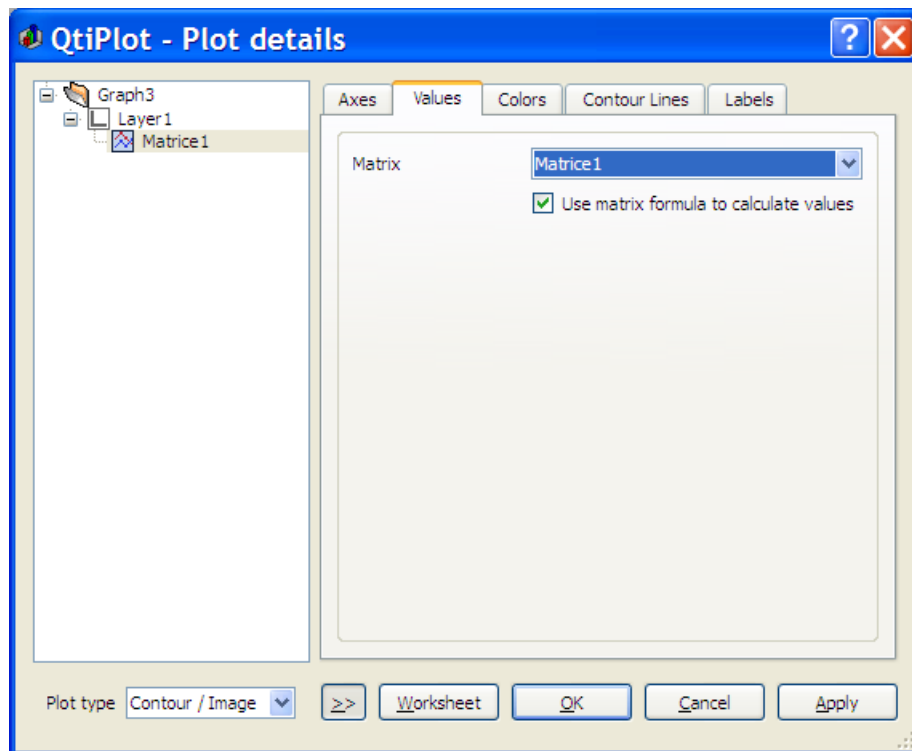 QtiPlot - Plot details
Graph3
Layer1
Matrice1
Axes Values Colors Contour Lines Labels
Matrix Matrice1
Use matrix formula to calculate values
Plot type Contour / Image >> Worksheet OK Cancel Apply